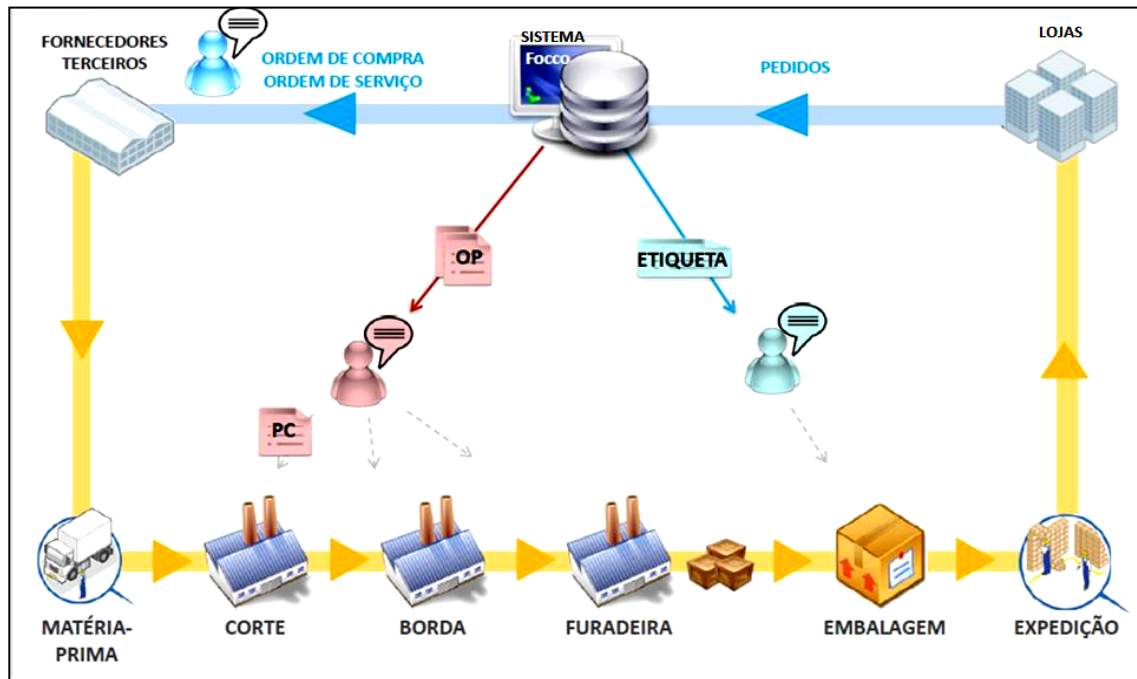 FORNECEDORES
TERCEIROS
ORDEM DE COMPRA
ORDEM DE SERVIÇO
SISTEMA
Focco
PEDIDOS
LOJAS
OP
ETIQUETA
PC
MATÉRIA-
PRIMA
CORTE
BORDA
FURADEIRA
EMBALAGEM
EXPEDIÇÃO